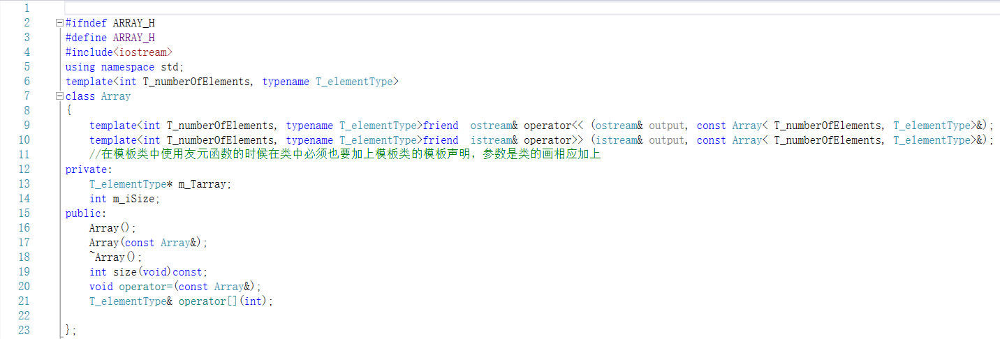 1
2 #ifndef ARRAY_H
3 #define ARRAY_H
4 #include<iostream>
5 using namespace std;
6 template<int T_numberOfElements, typename T_elementType>
7 class Array
8 {
9 template<int T_numberOfElements, typename T_elementType>friend  ostream& operator<< (ostream& output, const Array< T_numberOfElements, T_elementType>&);
10 template<int T_numberOfElements, typename T_elementType>friend  istream& operator>> (istream& output, const Array< T_numberOfElements, T_elementType>&);
11 //在模板类中使用友元函数的时候在类中必须也要加上模板类的模板声明，参数是类的画相应加上
12 private:
13 T_elementType* m_Tarray;
14 int m_iSize;
15 public:
16 Array();
17 Array(const Array&);
18 ~Array();
19 int size(void)const;
20 void operator=(const Array&);
21 T_elementType& operator[](int);
22
23 };